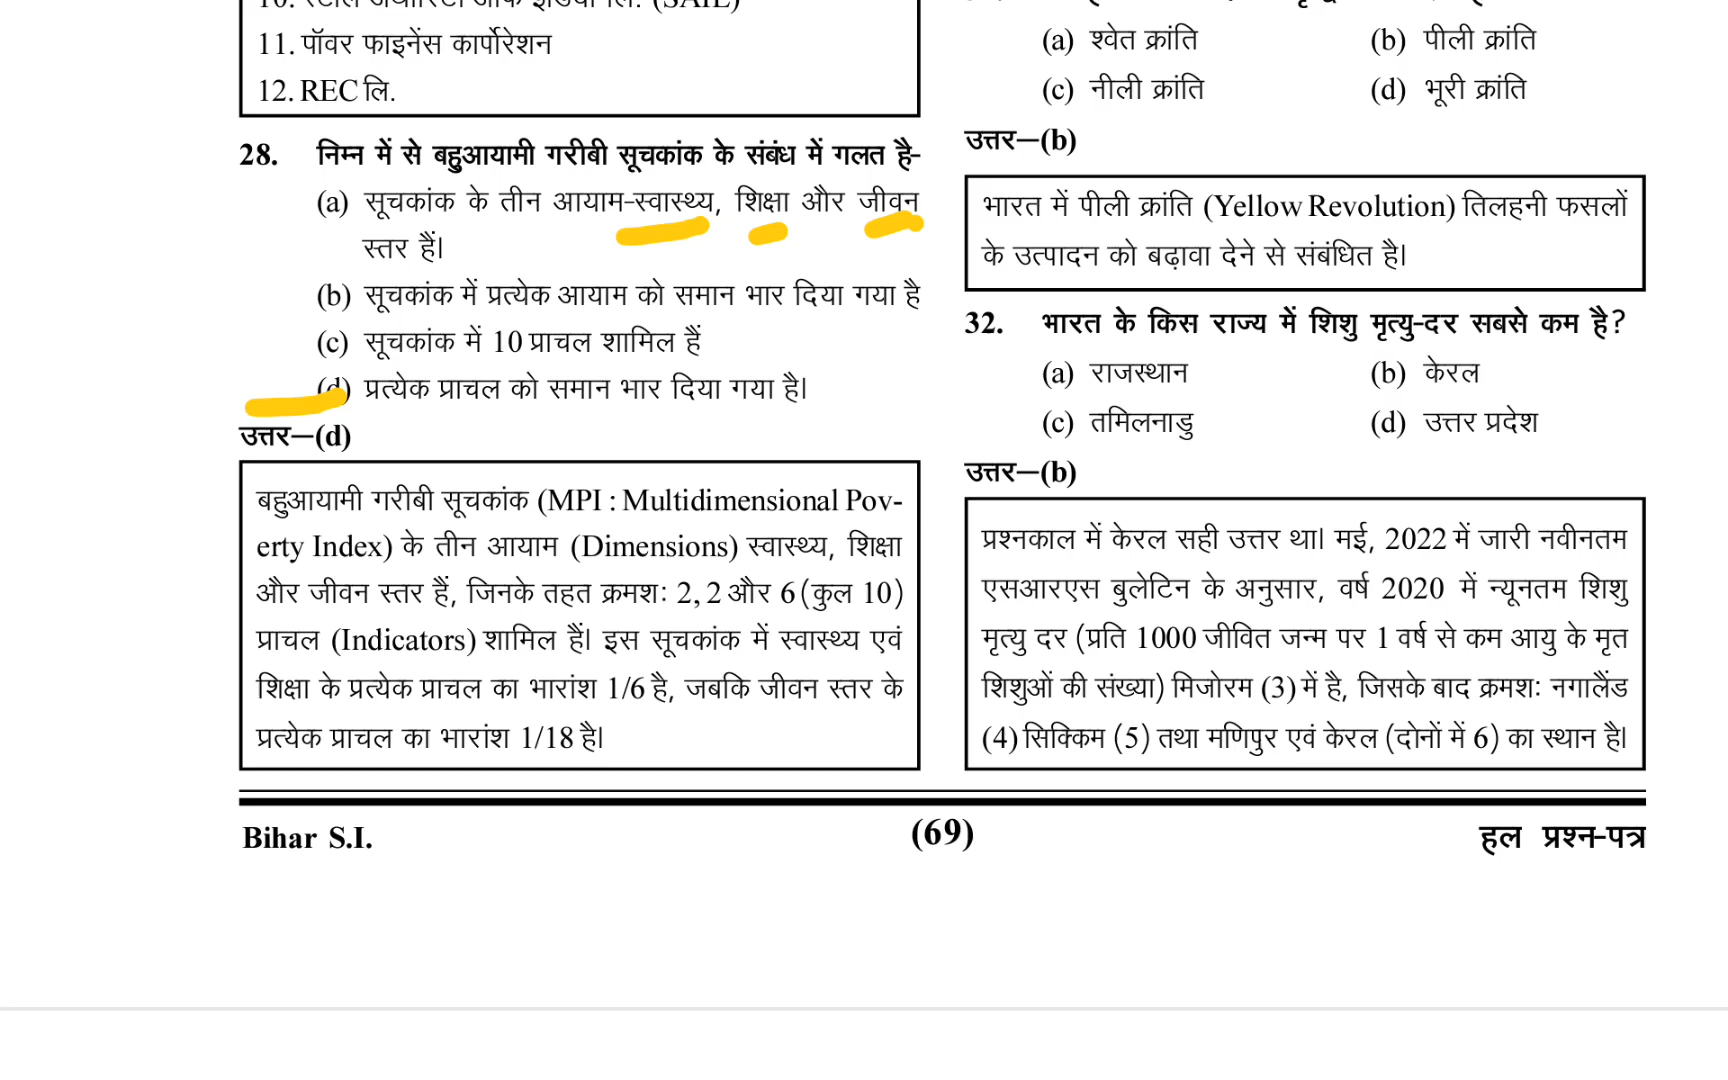 11. पॉवर फाइनेंस कार्पोरेशन
12. REC लि.
28. निम्न में से बहुआयामी गरीबी सूचकांक के संबंध में गलत है-
(a) सूचकांक के तीन आयाम-स्वास्थ्य, शिक्षा और जीवन
स्तर हैं।
(b) सूचकांक में प्रत्येक आयाम को समान भार दिया गया है
(c) सूचकांक में 10 प्राचल शामिल हैं
(d) प्रत्येक प्राचल को समान भार दिया गया है।
उत्तर—(d)
बहुआयामी गरीबी सूचकांक (MPI : Multidimensional Pov-
erty Index) के तीन आयाम (Dimensions) स्वास्थ्य, शिक्षा
और जीवन स्तर हैं, जिनके तहत क्रमशः 2, 2 और 6 (कुल 10)
प्राचल (Indicators) शामिल हैं। इस सूचकांक में स्वास्थ्य एवं
शिक्षा के प्रत्येक प्राचल का भारांश 1/6 है, जबकि जीवन स्तर के
प्रत्येक प्राचल का भारांश 1/18 है।
(a) श्वेत क्रांति (b) पीली क्रांति
(c) नीली क्रांति (d) भूरी क्रांति
उत्तर—(b)
भारत में पीली क्रांति (Yellow Revolution) तिलहनी फसलों
के उत्पादन को बढ़ावा देने से संबंधित है।
32. भारत के किस राज्य में शिशु मृत्यु-दर सबसे कम है?
(a) राजस्थान (b) केरल
(c) तमिलनाडु (d) उत्तर प्रदेश
उत्तर—(b)
प्रश्नकाल में केरल सही उत्तर था। मई, 2022 में जारी नवीनतम
एसआरएस बुलेटिन के अनुसार, वर्ष 2020 में न्यूनतम शिशु
मृत्यु दर (प्रति 1000 जीवित जन्म पर 1 वर्ष से कम आयु के मृत
शिशुओं की संख्या) मिजोरम (3) में है, जिसके बाद क्रमशः नगालैंड
(4) सिक्किम (5) तथा मणिपुर एवं केरल (दोनों में 6) का स्थान है।
Bihar S.I. (69) हल प्रश्न-पत्र